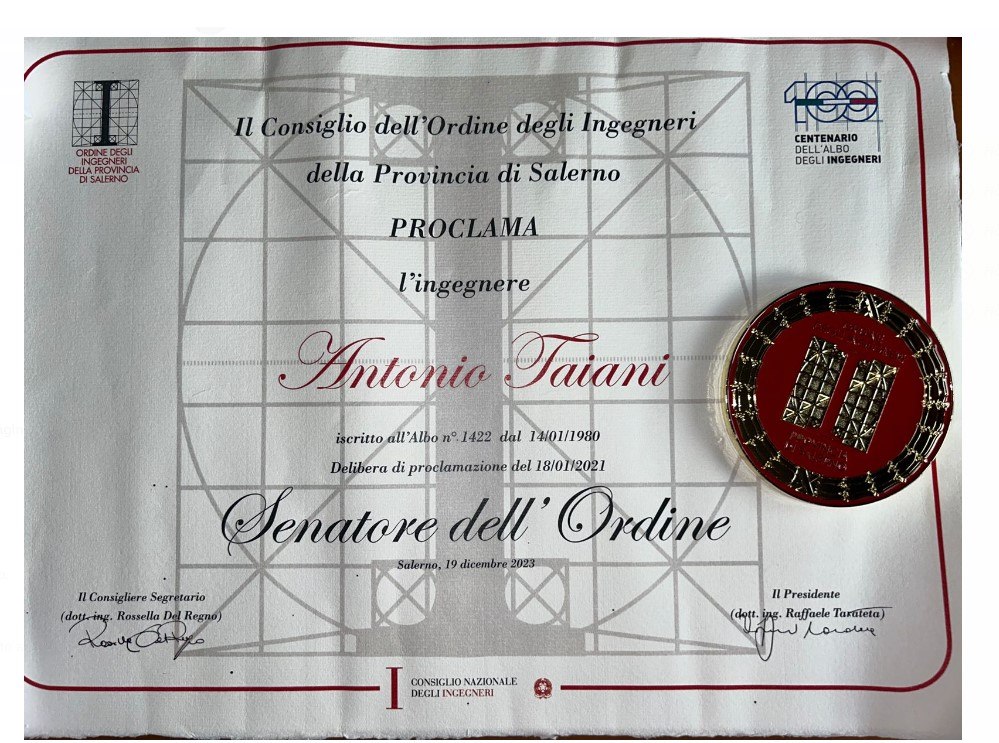 ORDINE DEGLI
INGEGNERI
DELLA PROVINCIA
DI SALERNO
100
CENTENARIO
DELL'ALBO
DEGLI INGEGNERI
Il Consiglio dell'Ordine degli Ingegneri
della Provincia di Salerno
PROCLAMA
l'ingegnere
Antonio Taiani
iscritto all'Albo n°. 1422 dal 14/01/1980
Delibera di proclamazione del 18/01/2021
Senatore dell'Ordine
Salerno, 19 dicembre 2023
Il Consigliere Segretario
(dott. ing. Rossella Del Regno)
Il Presidente
(dott. ing. Raffaele Tarateta)
CONSIGLIO NAZIONALE
DEGLI INGEGNERI